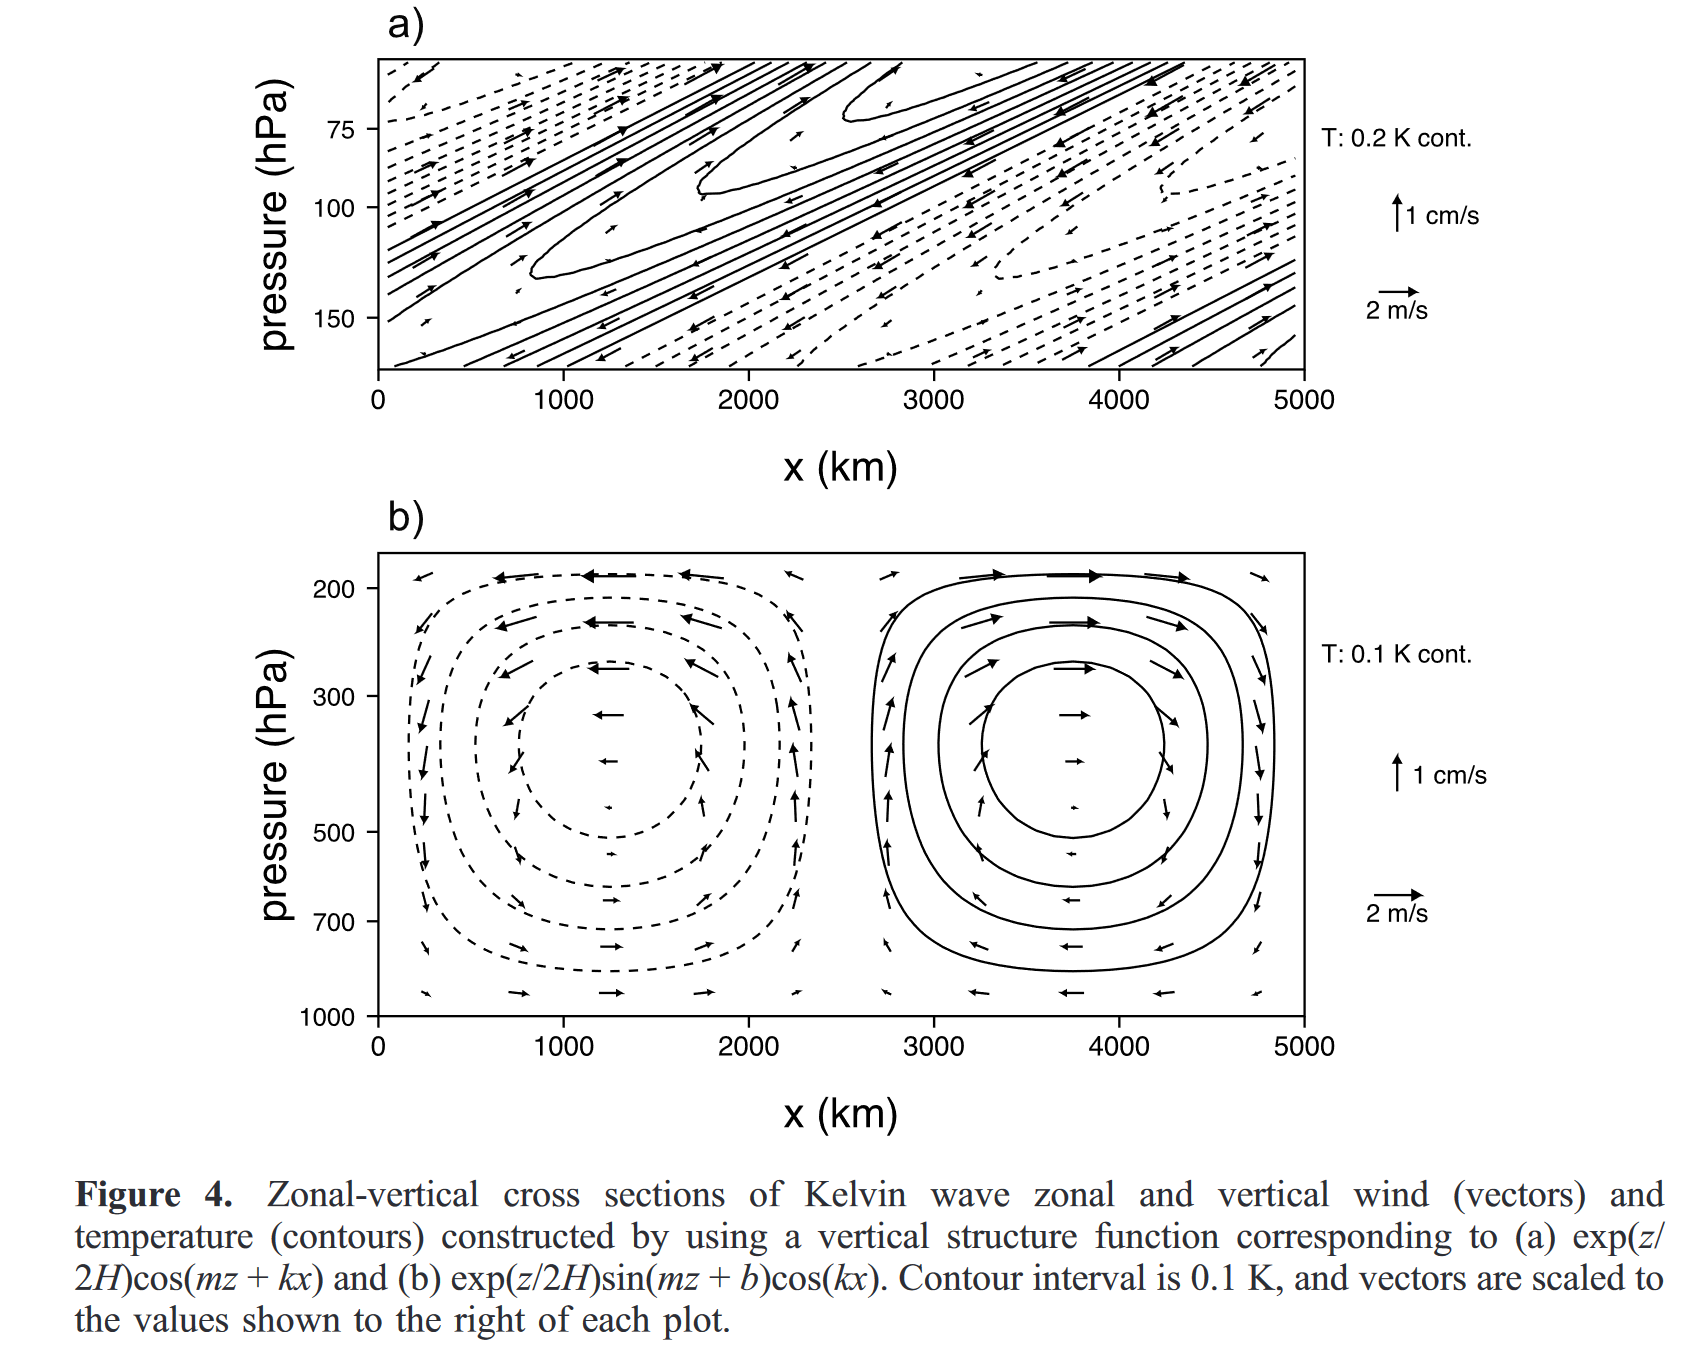 a)
pressure (hPa)
75
100
150
T: 0.2 K cont.
1 cm/s
2 m/s
0 1000 2000 3000 4000 5000
x (km)
b)
pressure (hPa)
200
300
500
700
1000
T: 0.1 K cont.
1 cm/s
2 m/s
0 1000 2000 3000 4000 5000
x (km)
Figure 4. Zonal-vertical cross sections of Kelvin wave zonal and vertical wind (vectors) and
temperature (contours) constructed by using a vertical structure function corresponding to (a) exp(z/
2H)cos(mz + kx) and (b) exp(z/2H)sin(mz + b)cos(kx). Contour interval is 0.1 K, and vectors are scaled to
the values shown to the right of each plot.